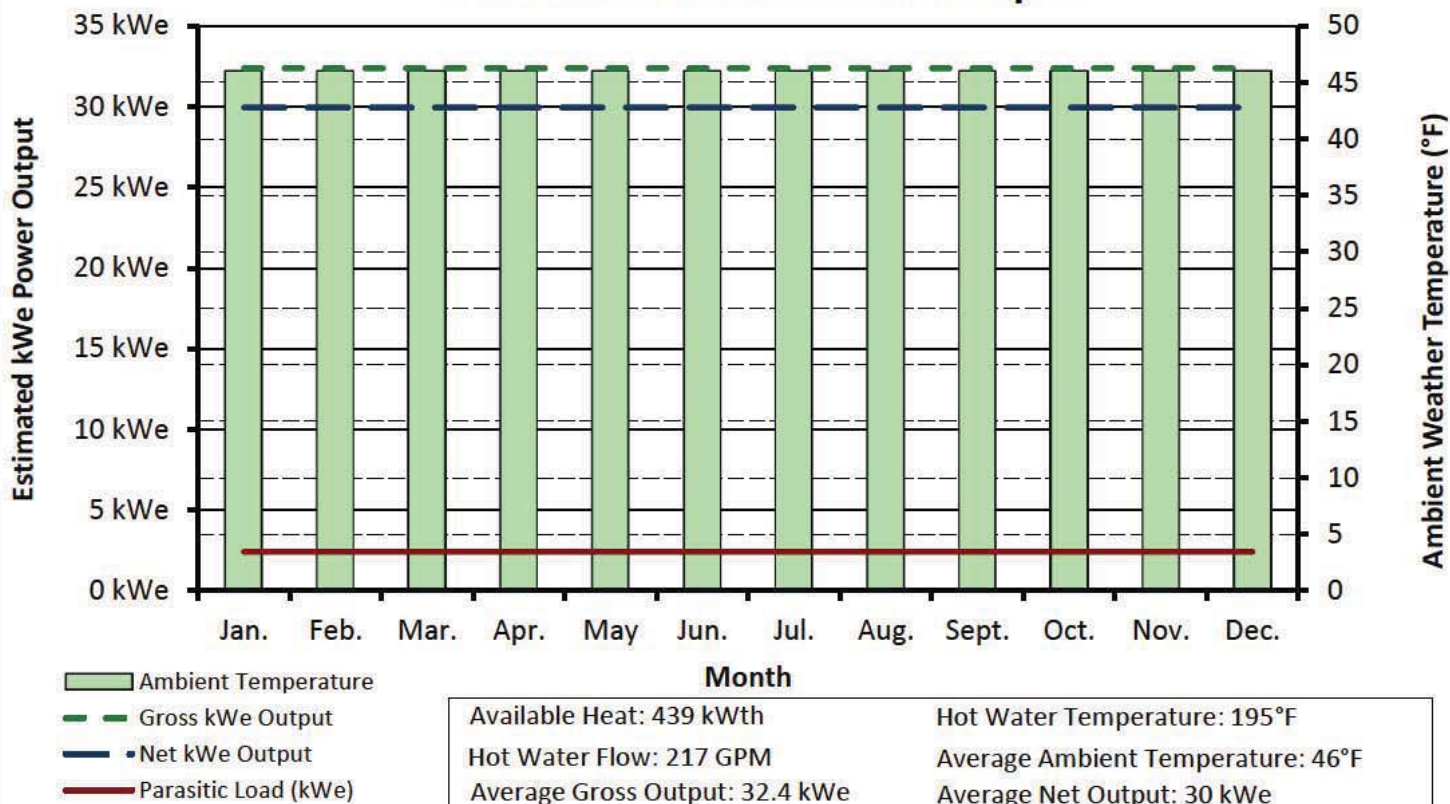 35 kWe
30 kWe
25 kWe
20 kWe
15 kWe
10 kWe
5 kWe
0 kWe
Estimated kWe Power Output
50
45
40
35
30
25
20
15
10
5
0
Ambient Weather Temperature (°F)
Jan. Feb. Mar. Apr. May Jun. Jul. Aug. Sept. Oct. Nov. Dec.
Month
Ambient Temperature
Gross kWe Output
Net kWe Output
Parasitic Load (kWe)
Available Heat: 439 kWth Hot Water Temperature: 195°F
Hot Water Flow: 217 GPM Average Ambient Temperature: 46°F
Average Gross Output: 32.4 kWe Average Net Output: 30 kWe